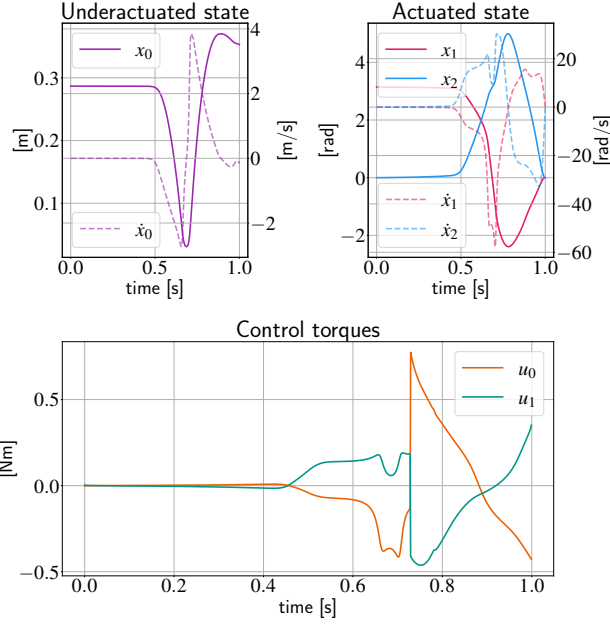 Underactuated state
Actuated state
x₀
ẋ₀
0.3
0.2
0.1
[m]
4
2
0
−2
[m/s]
0.0
0.5
1.0
time [s]
x₁
x₂
ẋ₁
ẋ₂
4
2
0
−2
[rad]
20
0
−20
−40
−60
[rad/s]
0.0
0.5
1.0
time [s]
Control torques
u₀
u₁
0.5
0.0
−0.5
[Nm]
0.0
0.2
0.4
0.6
0.8
1.0
time [s]